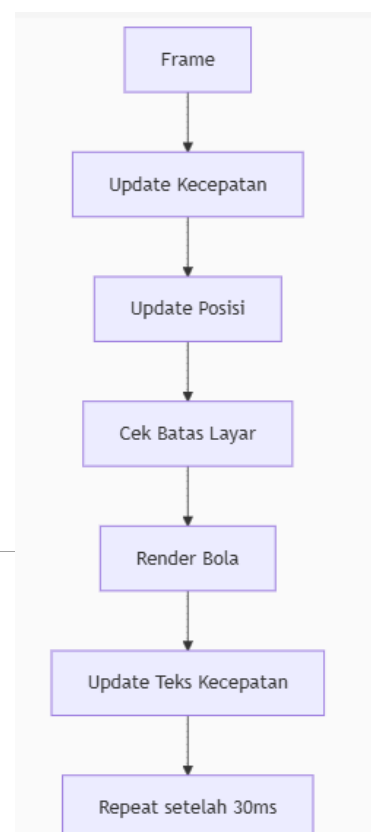 Frame
Update Kecepatan
Update Posisi
Cek Batas Layar
Render Bola
Update Teks Kecepatan
Repeat setelah 30ms